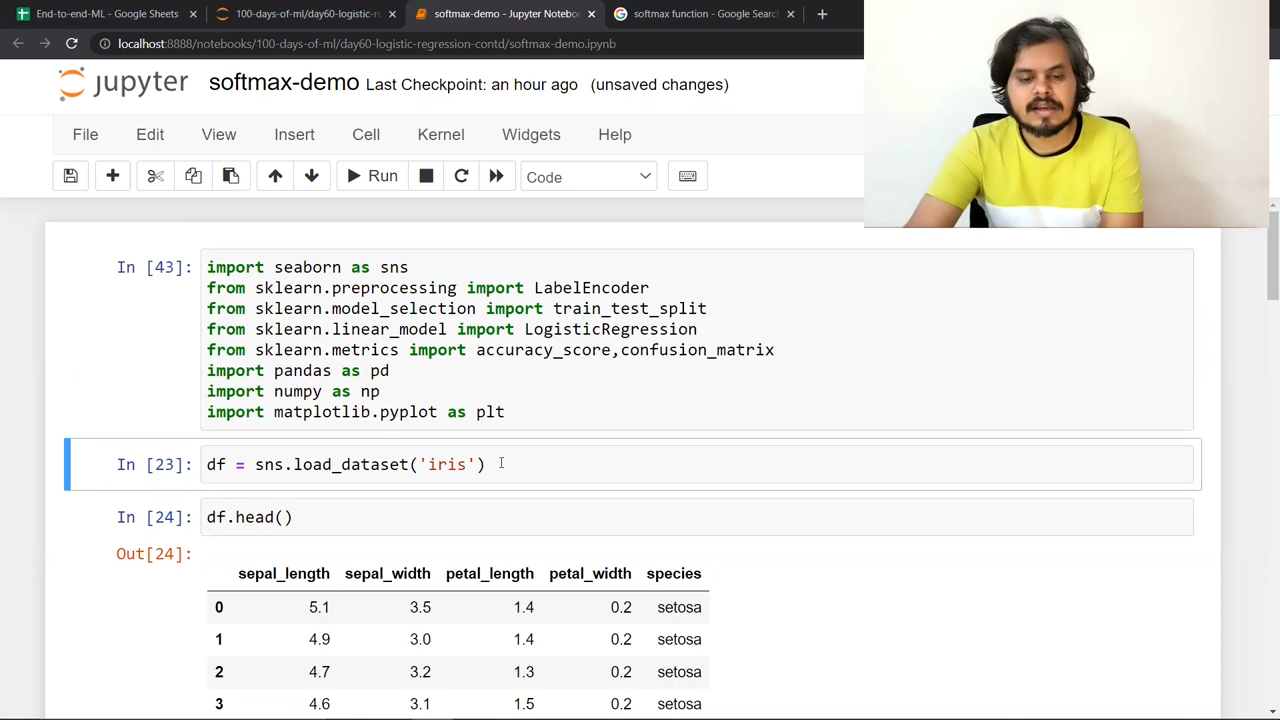 End-to-end-ML - Google Sheets
100-days-of-ml/day60-logistic-re
softmax-demo - Jupyter Notebo
softmax function - Google Searc
localhost:8888/notebooks/100-days-of-ml/day60-logistic-regression-contd/softmax-demo.ipynb
jupyter softmax-demo Last Checkpoint: an hour ago (unsaved changes)
File Edit View Insert Cell Kernel Widgets Help
Run Code
In [43]: import seaborn as sns
from sklearn.preprocessing import LabelEncoder
from sklearn.model_selection import train_test_split
from sklearn.linear_model import LogisticRegression
from sklearn.metrics import accuracy_score,confusion_matrix
import pandas as pd
import numpy as np
import matplotlib.pyplot as plt
In [23]: df = sns.load_dataset('iris')
In [24]: df.head()
Out[24]:
sepal_length sepal_width petal_length petal_width species
0 5.1 3.5 1.4 0.2 setosa
1 4.9 3.0 1.4 0.2 setosa
2 4.7 3.2 1.3 0.2 setosa
3 4.6 3.1 1.5 0.2 setosa